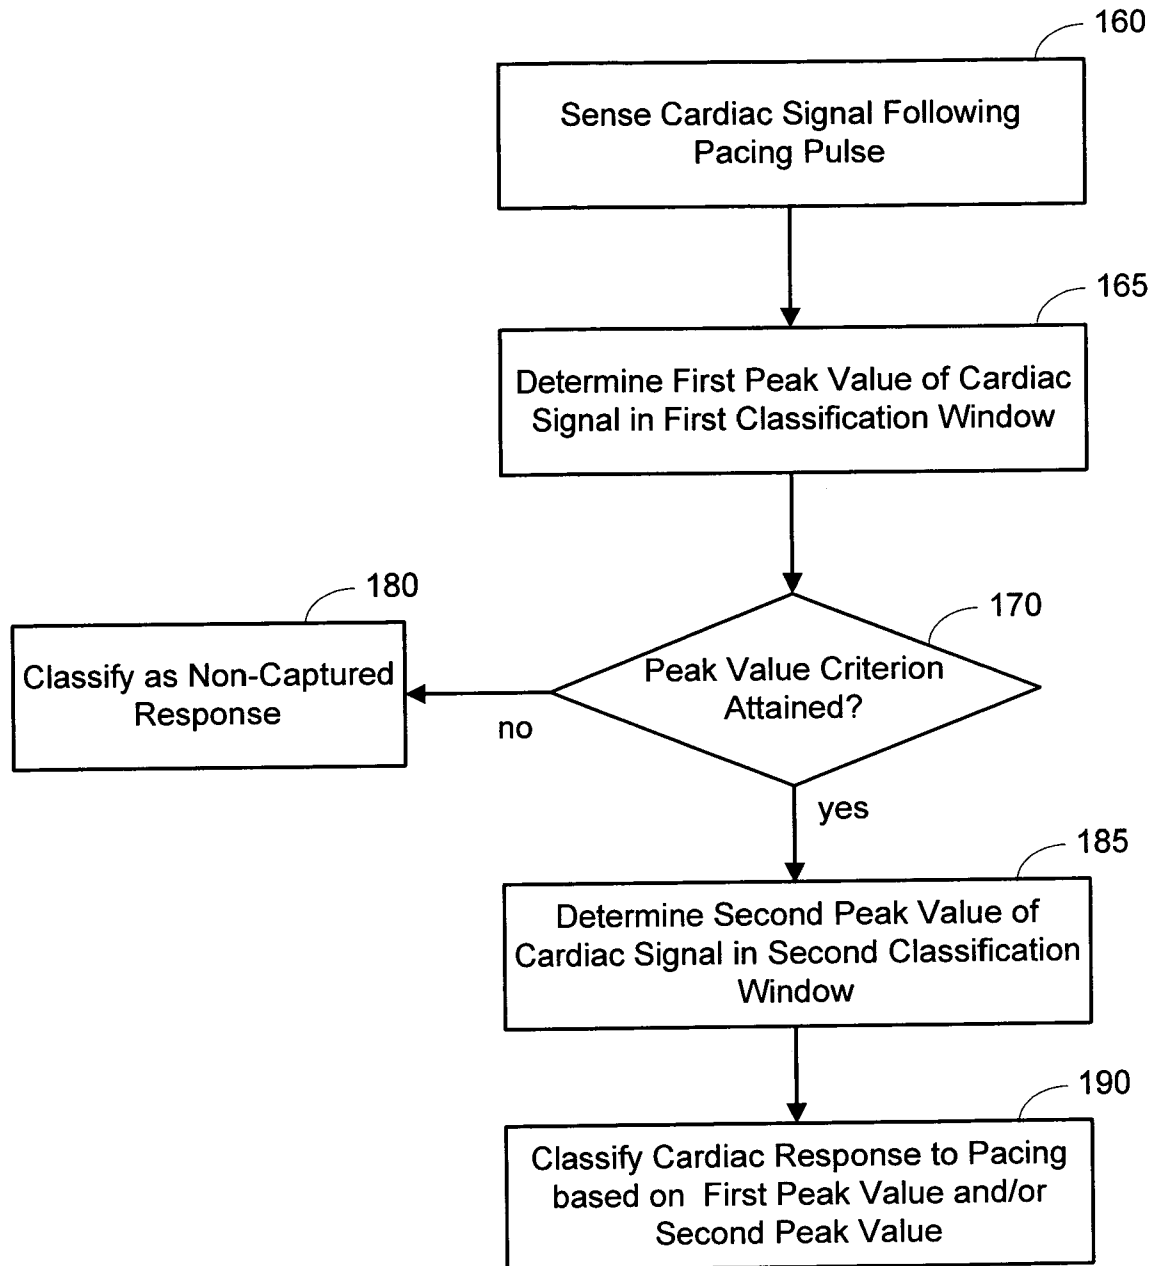 160
Sense Cardiac Signal Following
Pacing Pulse
165
Determine First Peak Value of Cardiac
Signal in First Classification Window
180
170
Classify as Non-Captured
Response
Peak Value Criterion
Attained?
no
yes
185
Determine Second Peak Value of
Cardiac Signal in Second Classification
Window
190
Classify Cardiac Response to Pacing
based on First Peak Value and/or
Second Peak Value